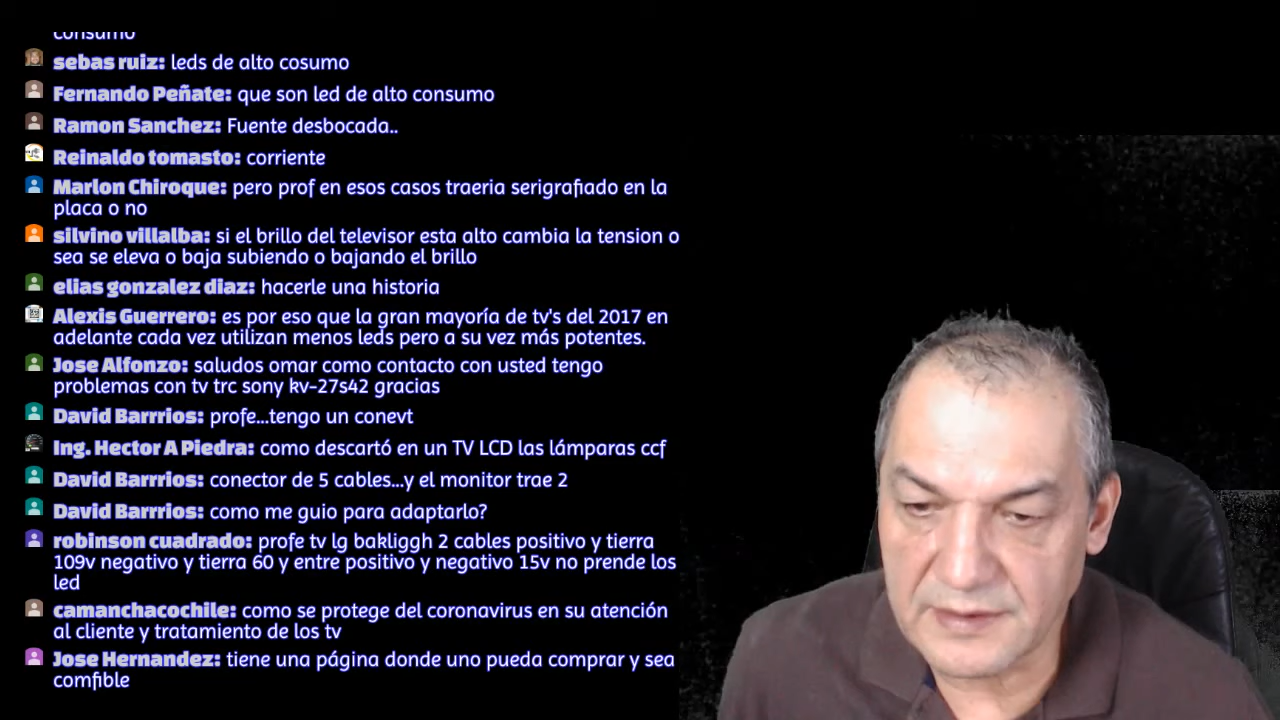 consumo
sebas ruiz: leds de alto cosumo
Fernando Peñate: que son led de alto consumo
Ramon Sanchez: Fuente desbocada..
Reinaldo tomasto: corriente
Marlon Chiroque: pero prof en esos casos traeria serigrafiado en la
placa o no
silvino villalba: si el brillo del televisor esta alto cambia la tension o
sea se eleva o baja subiendo o bajando el brillo
elias gonzalez diaz: hacerle una historia
Alexis Guerrero: es por eso que la gran mayoría de tv's del 2017 en
adelante cada vez utilizan menos leds pero a su vez más potentes.
Jose Alfonzo: saludos omar como contacto con usted tengo
problemas con tv trc sony kv-27s42 gracias
David Barrrios: profe...tengo un conevt
Ing. Hector A Piedra: como descartó en un TV LCD las lámparas ccf
David Barrrios: conector de 5 cables...y el monitor trae 2
David Barrrios: como me guio para adaptarlo?
robinson cuadrado: profe tv lg bakliggh 2 cables positivo y tierra
109v negativo y tierra 60 y entre positivo y negativo 15v no prende los
led
camanchacochile: como se protege del coronavirus en su atención
al cliente y tratamiento de los tv
Jose Hernandez: tiene una página donde uno pueda comprar y sea
comfible